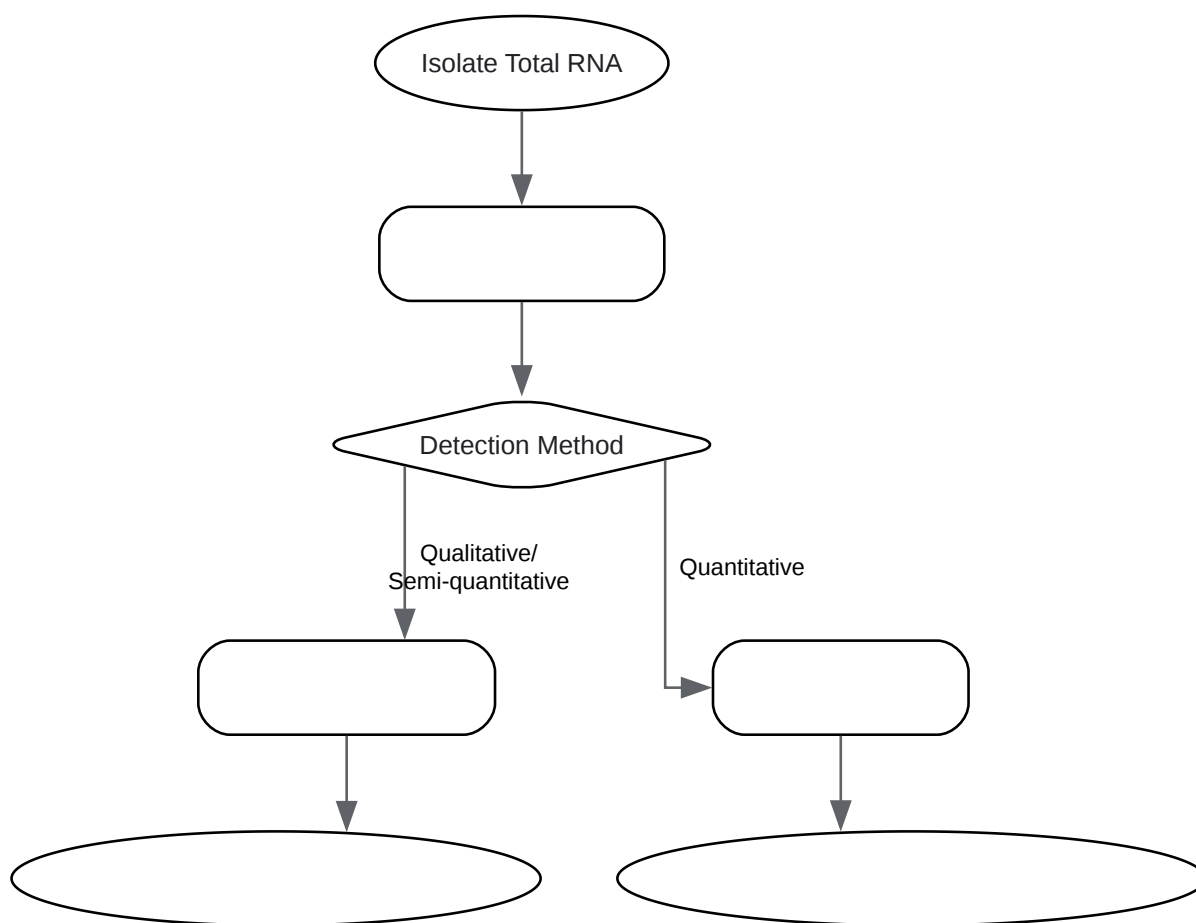 Isolate Total RNA
Detection Method
Qualitative/
Semi-quantitative
Quantitative